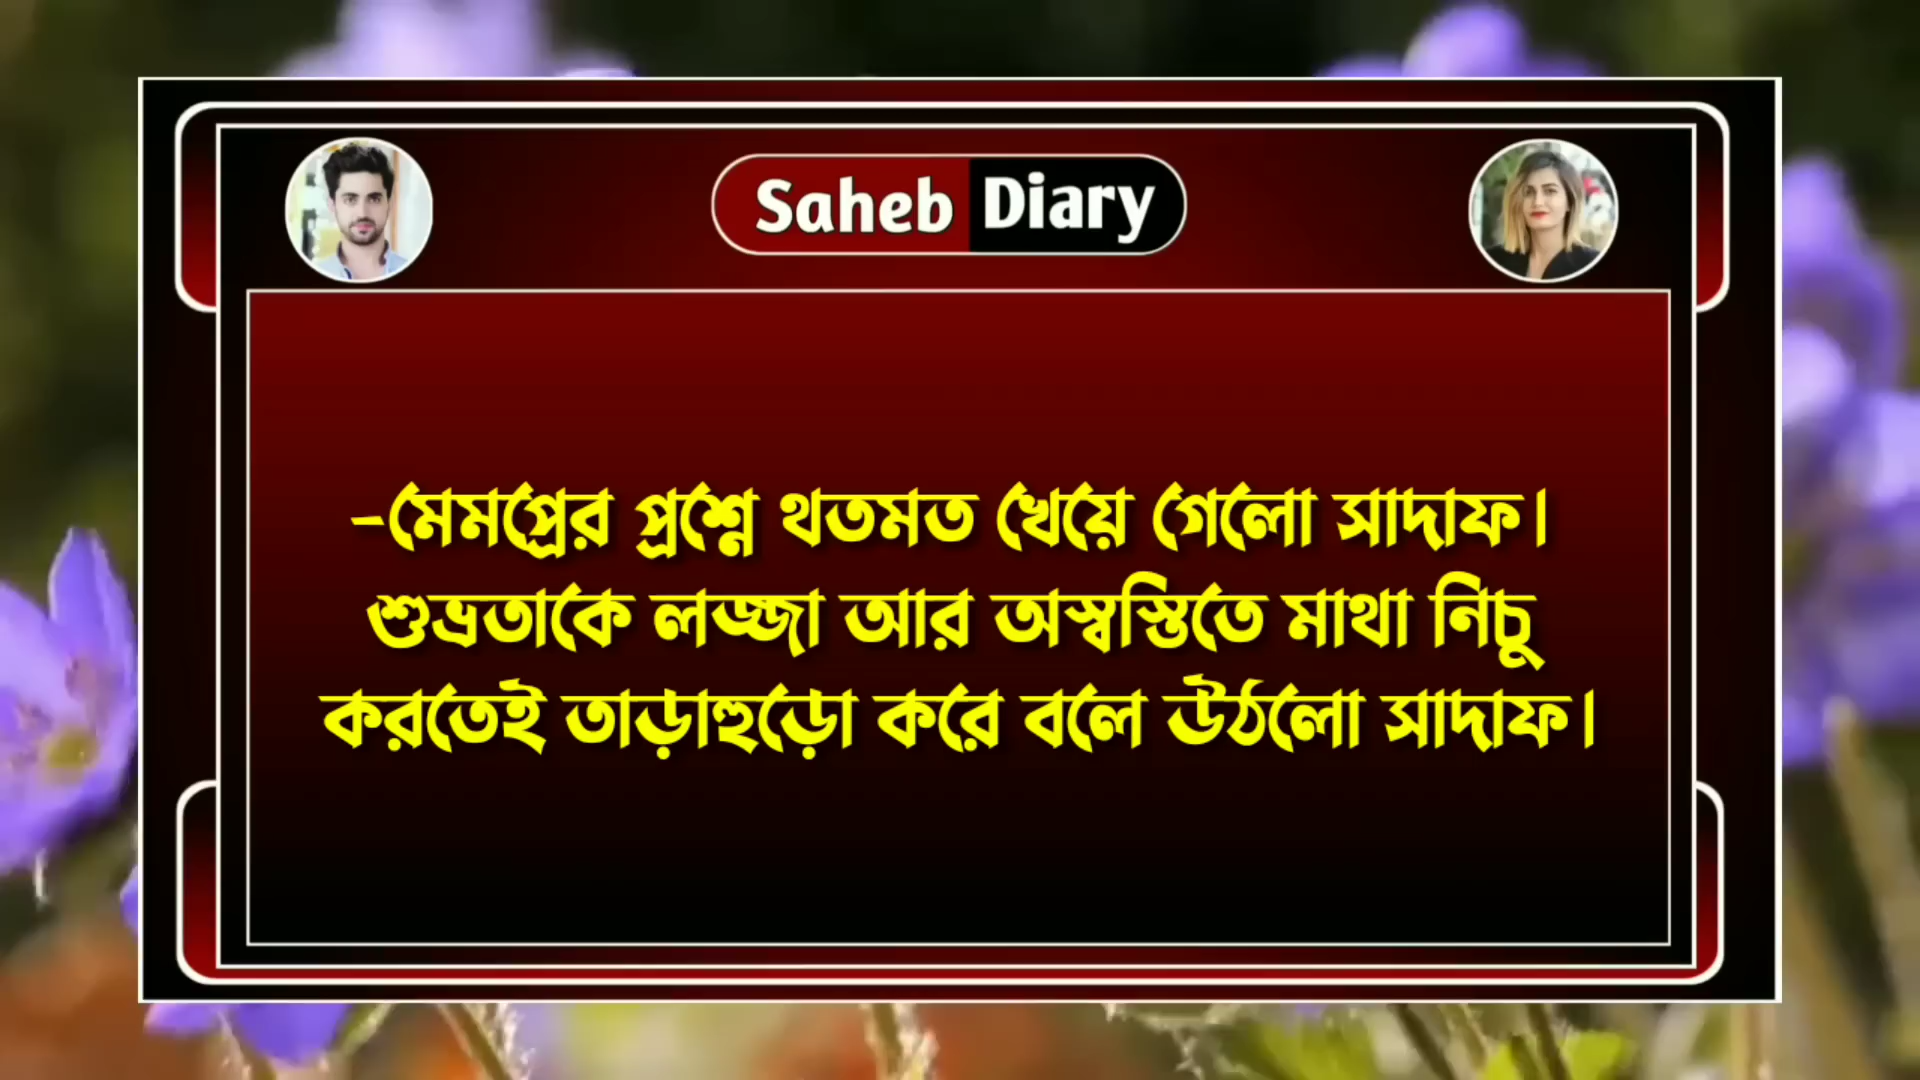 Saheb Diary
-মেমপ্রের প্রশ্নে থতমত খেয়ে গেলো সাদাফ।
শুভ্রতাকে লজ্জা আর অস্বস্তিতে মাথা নিচু
করতেই তাড়াহুড়ো করে বলে উঠলো সাদাফ।